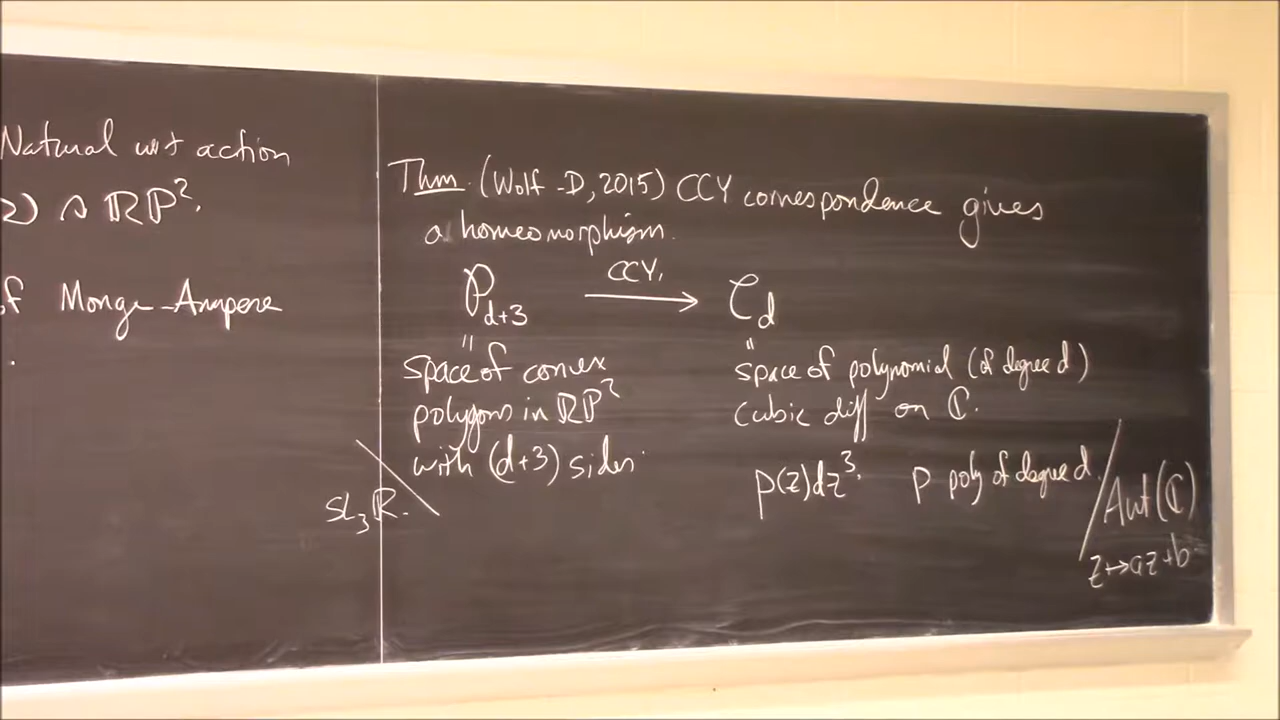 Natural wrt action
2) ∩ RP².
of Monge-Ampere
Thm. (Wolf-D, 2015) CCY correspondence gives
a homeomorphism.
P_{d+3} —CCY→ C_d
" "
space of convex
polygons in RP²
with (d+3) sides.
SL₃R.
space of polynomial (of degree d)
cubic diff on C.
p(z)dz³. p poly of degree d. / Aut(C)
z↦az+b